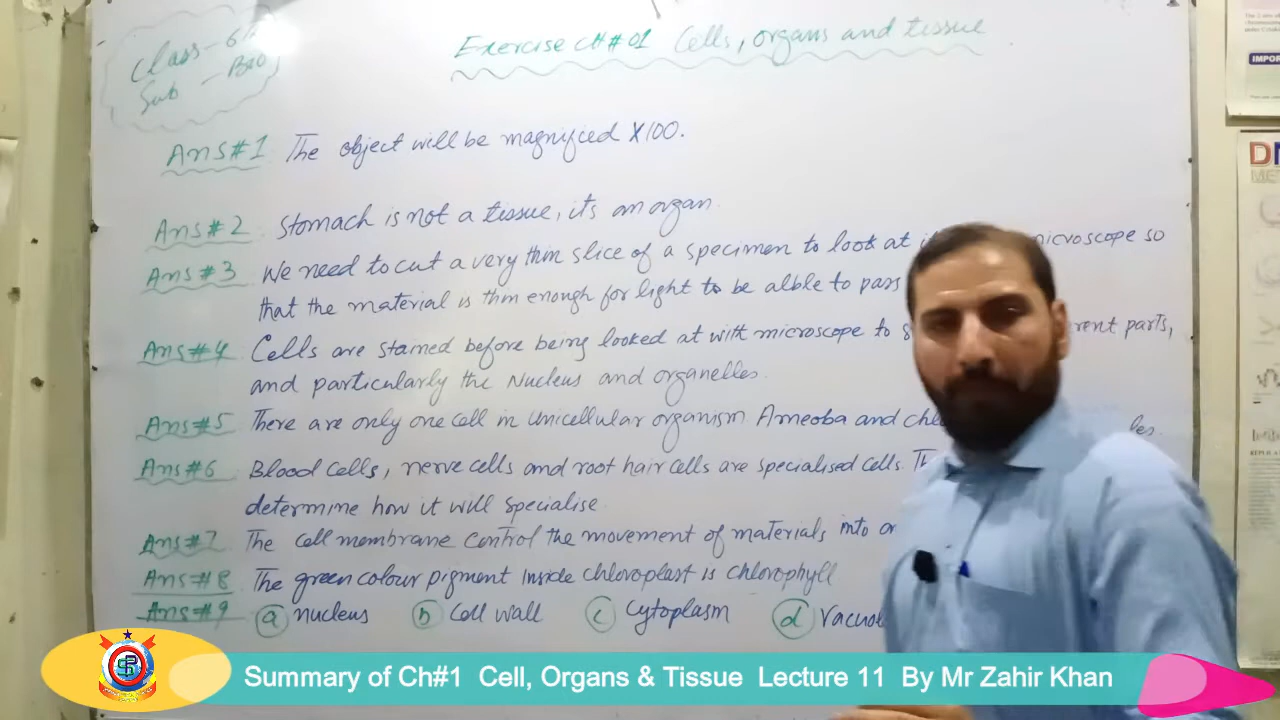 Class - 6th
Sub - Bio
Exercise CH# 01 Cells, organs and tissue
Ans#1 The object will be magnified X100.
Ans#2 Stomach is not a tissue, its an organ.
Ans#3 We need to cut a very thin slice of a specimen to look at microscope so
that the material is thin enough for light to be alble to pass
Ans#4 Cells are stained before being looked at with microscope to parts,
and particularly the Nucleus and organelles.
Ans#5 There are only one cell in Unicellular organism Ameoba and
Ans#6 Blood cells, nerve cells and root hair cells are specialised cells.
determine how it will specialise.
Ans#7 The cell membrane control the movement of materials into
Ans#8 The green colour pigment inside chloroplast is chlorophyll
Ans#9 (a) nucleus (b) Cell wall (c) Cytoplasm (d)
IMPOR
Summary of Ch#1 Cell, Organs & Tissue Lecture 11 By Mr Zahir Khan